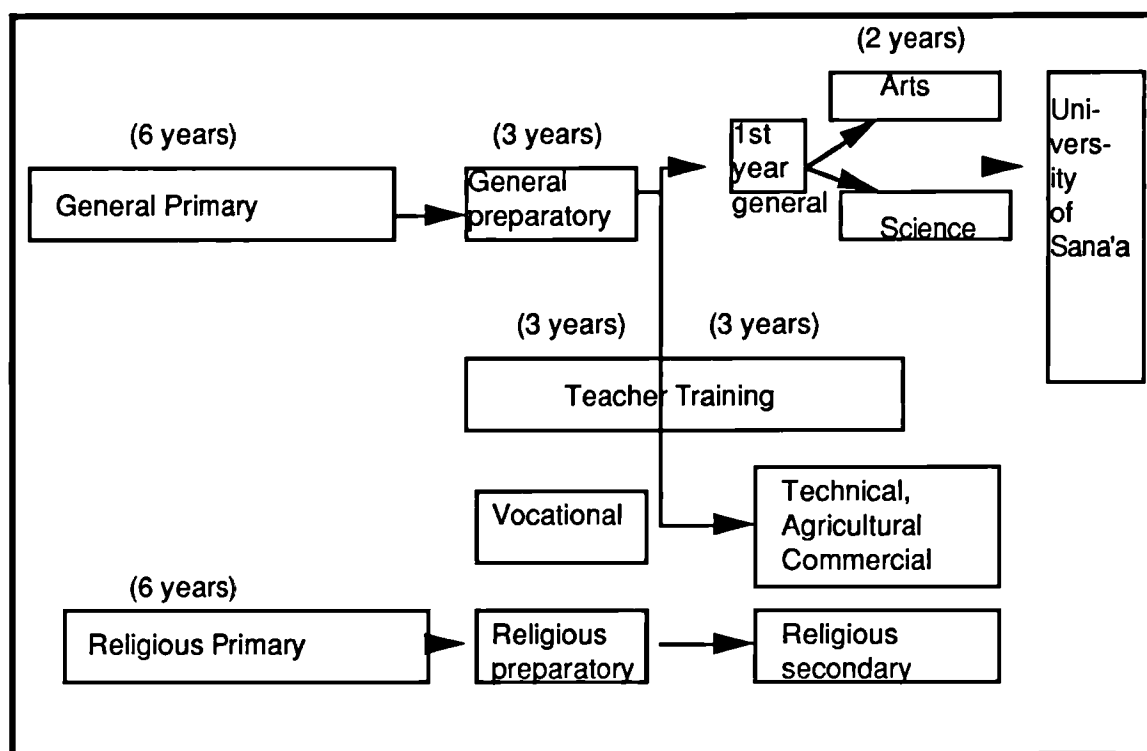 (2 years)
Arts
(6 years)
(3 years)
1st
year
general
General Primary
General
preparatory
Science
Uni-
vers-
ity
of
Sana'a
(3 years)
(3 years)
Teacher Training
Vocational
Technical,
Agricultural
Commercial
(6 years)
Religious Primary
Religious
preparatory
Religious
secondary